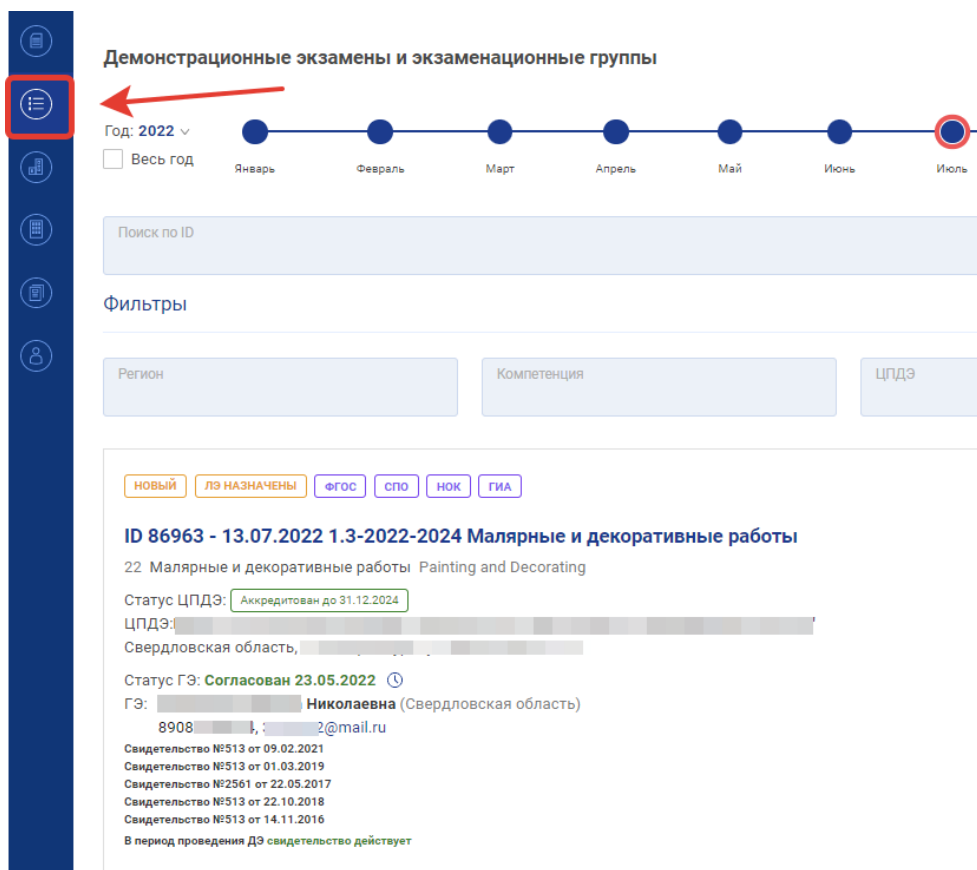 Демонстрационные экзамены и экзаменационные группы
Год: 2022
Весь год
Январь Февраль Март Апрель Май Июнь Июль
Поиск по ID
Фильтры
Регион Компетенция ЦПДЭ
НОВЫЙ ЛЭ НАЗНАЧЕНЫ ФГОС СПО НОК ГИА
ID 86963 - 13.07.2022 1.3-2022-2024 Малярные и декоративные работы
22 Малярные и декоративные работы Painting and Decorating
Статус ЦПДЭ: Аккредитован до 31.12.2024
ЦПДЭ:
Свердловская область,
Статус ГЭ: Согласован 23.05.2022
ГЭ: Николаевна (Свердловская область)
8908 2@mail.ru
Свидетельство №513 от 09.02.2021
Свидетельство №513 от 01.03.2019
Свидетельство №2561 от 22.05.2017
Свидетельство №513 от 22.10.2018
Свидетельство №513 от 14.11.2016
В период проведения ДЭ свидетельство действует